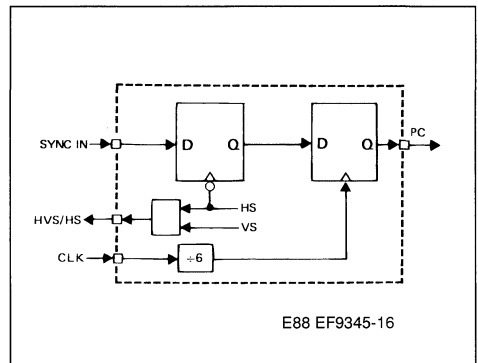 SYNC IN
D Q
D Q
PC
HVS/HS
HS
VS
CLK
÷6
E88 EF9345-16